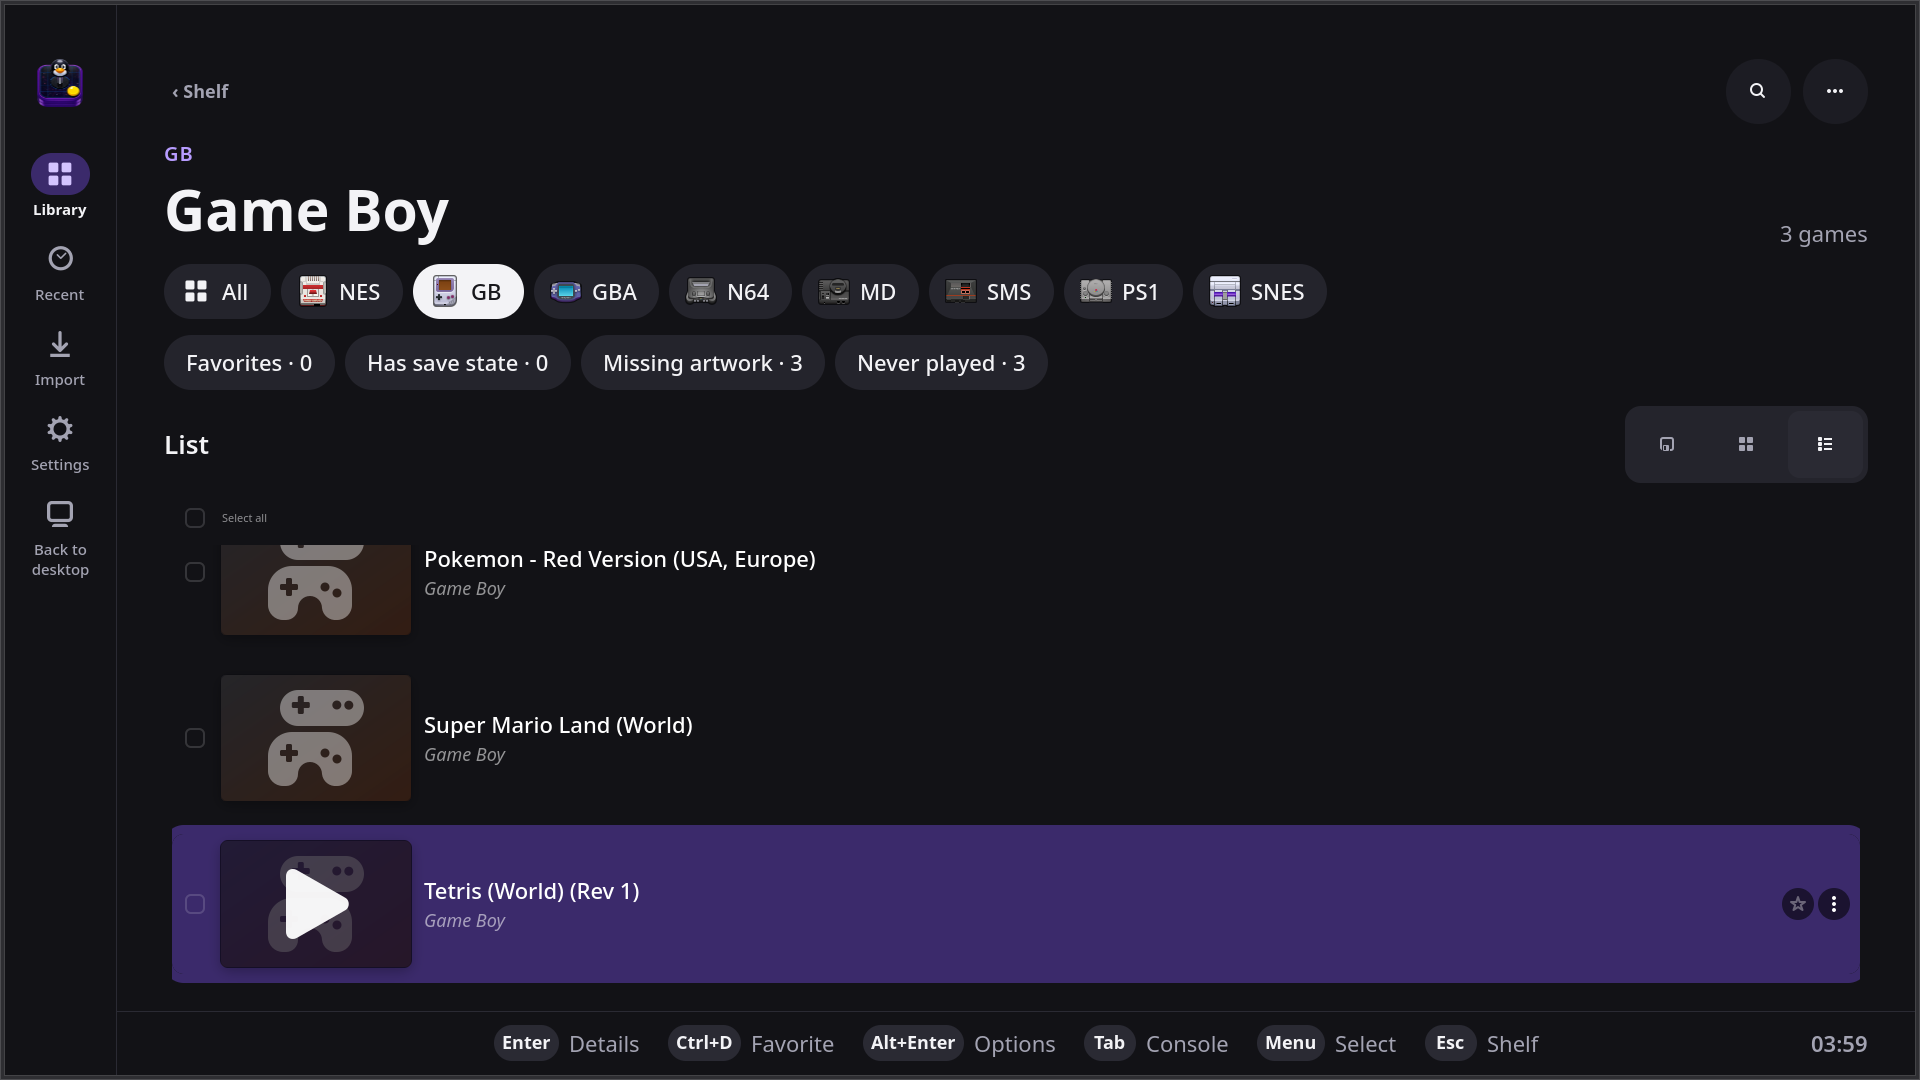 ‹ Shelf
GB
Game Boy
3 games
Library
Recent
Import
Settings
Back to
desktop
All
NES
GB
GBA
N64
MD
SMS
PS1
SNES
Favorites · 0
Has save state · 0
Missing artwork · 3
Never played · 3
List
Select all
Pokemon - Red Version (USA, Europe)
Game Boy
Super Mario Land (World)
Game Boy
Tetris (World) (Rev 1)
Game Boy
Enter Details
Ctrl+D Favorite
Alt+Enter Options
Tab Console
Menu Select
Esc Shelf
03:59